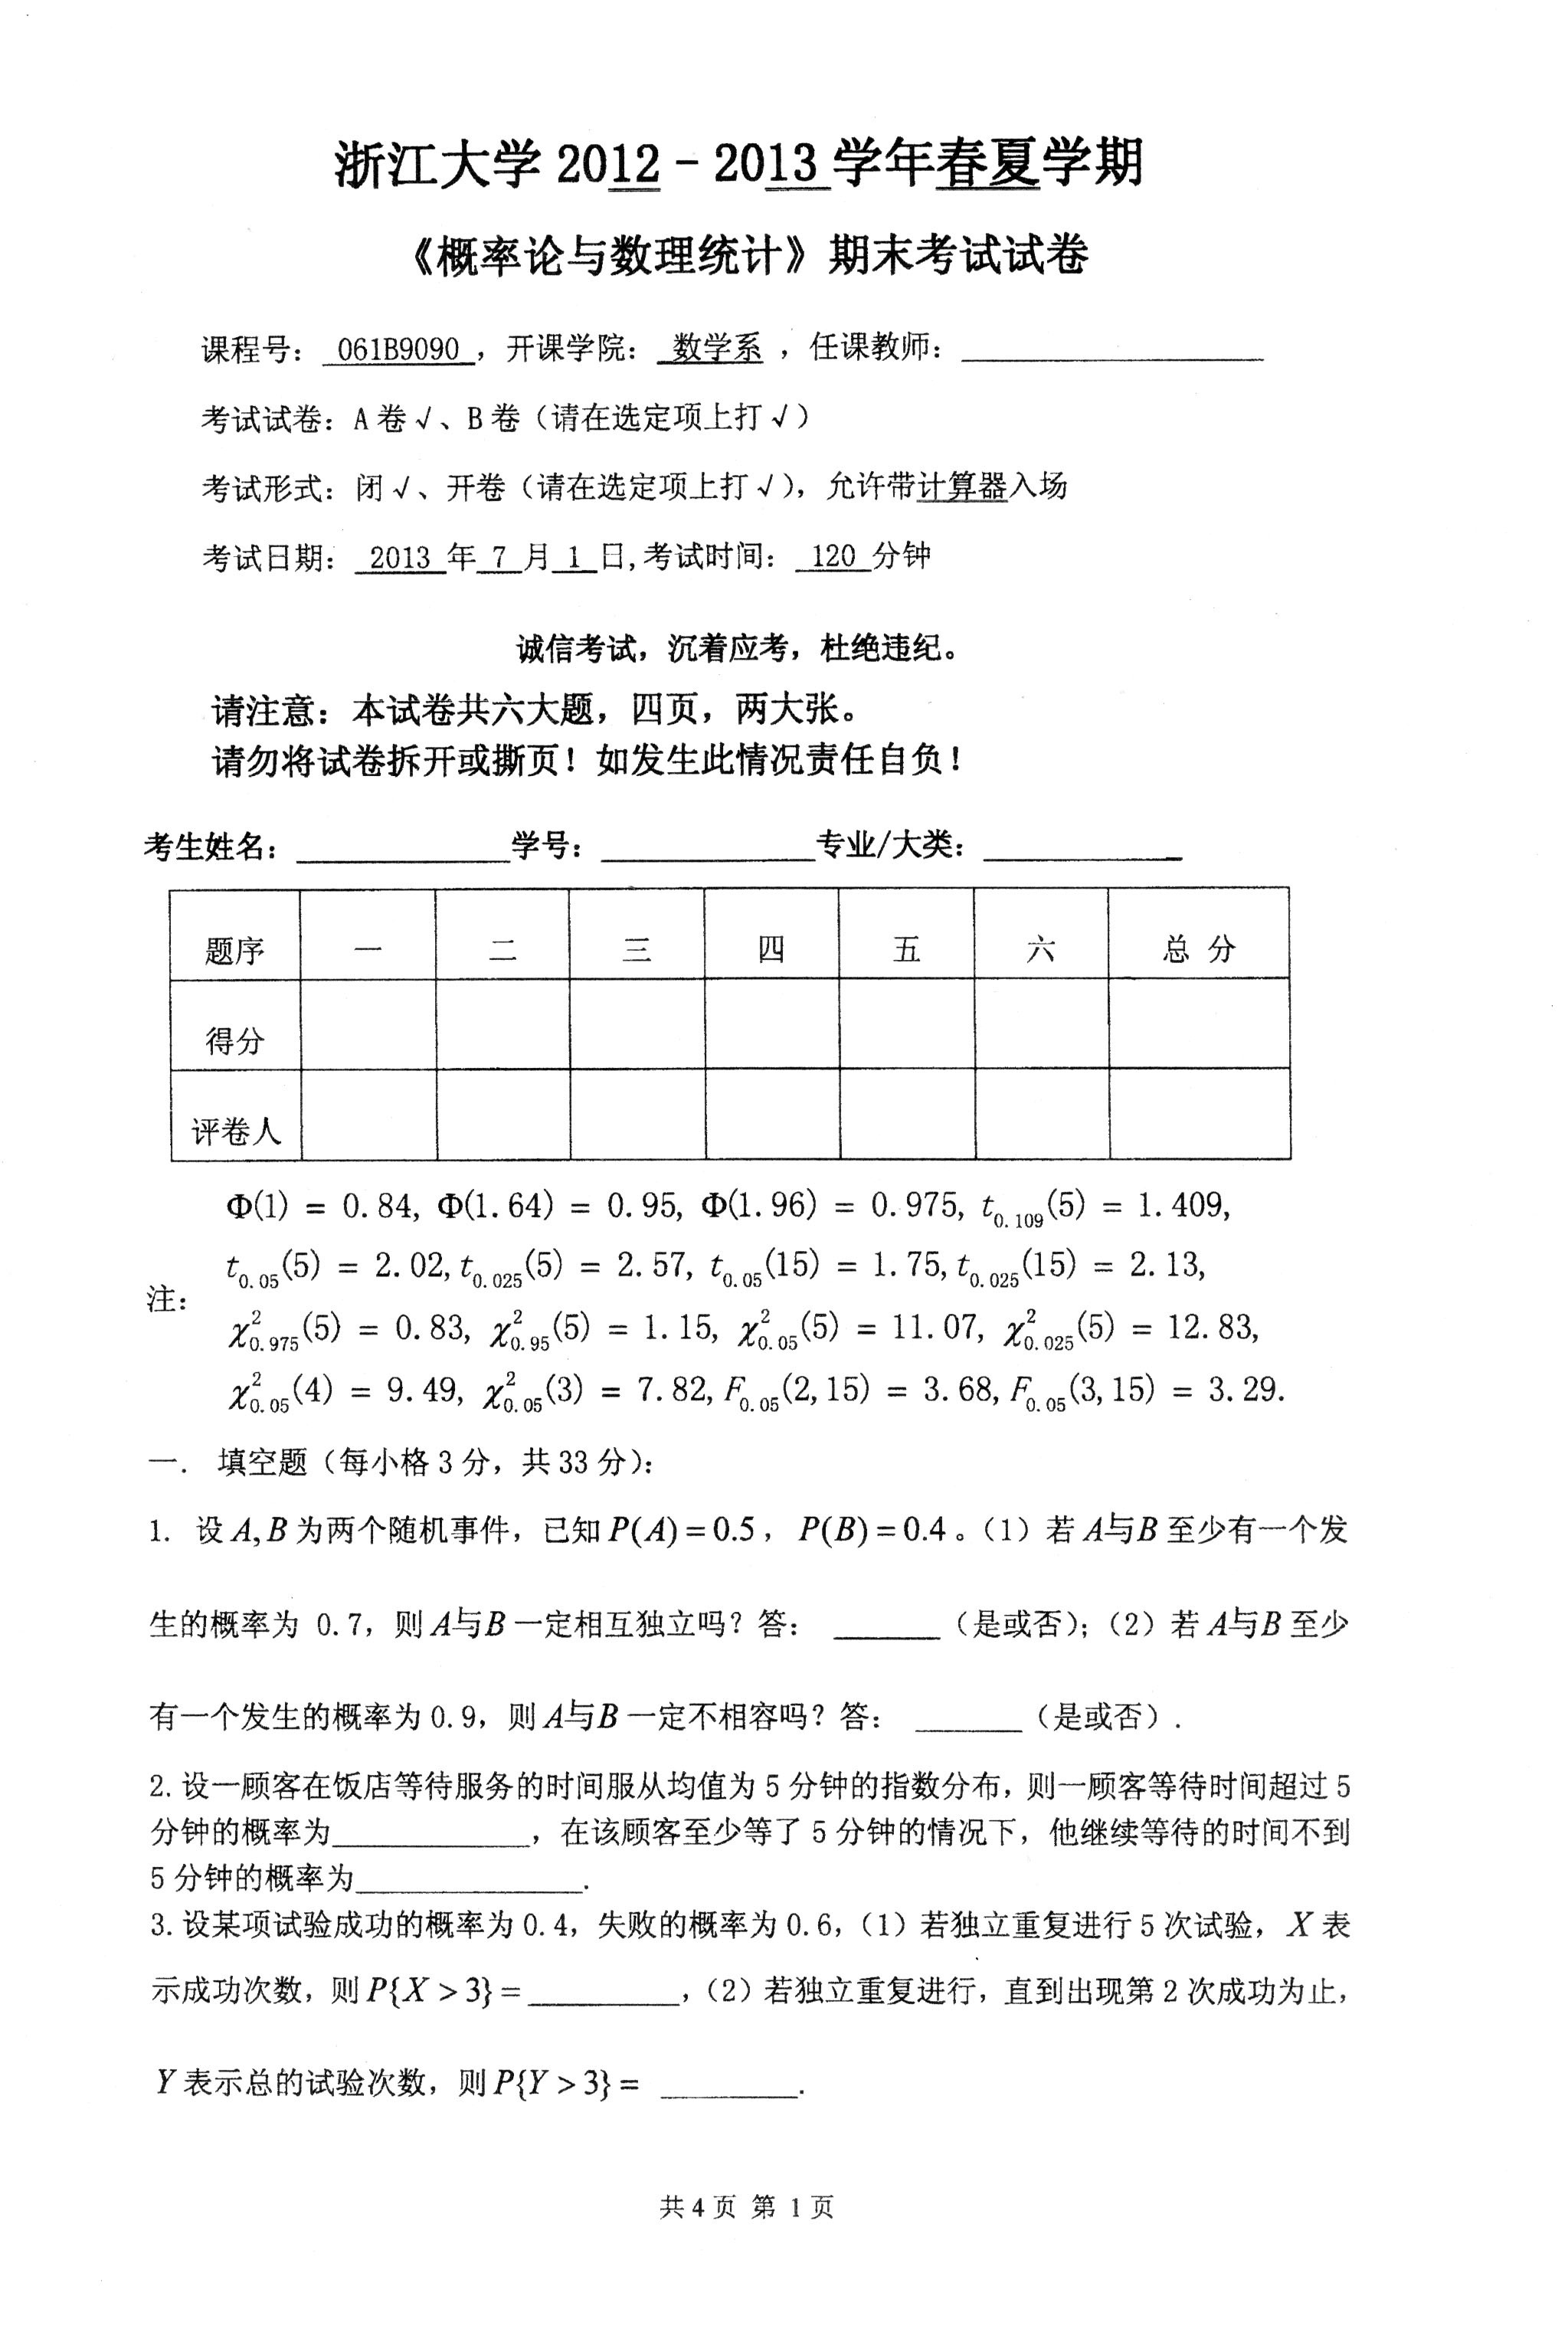 浙江大学 2012－2013 学年春夏学期
《概率论与数理统计》期末考试试卷
课程号： 061B9090 ，开课学院： 数学系 ，任课教师：
考试试卷：A 卷√、B 卷（请在选定项上打√）
考试形式：闭√、开卷（请在选定项上打√），允许带计算器入场
考试日期： 2013 年 7 月 1 日,考试时间： 120 分钟
诚信考试，沉着应考，杜绝违纪。
请注意：本试卷共六大题，四页，两大张。
请勿将试卷拆开或撕页！如发生此情况责任自负！
考生姓名： 学号： 专业/大类：
题序 一 二 三 四 五 六 总 分
得分
评卷人
Φ(1) = 0.84, Φ(1.64) = 0.95, Φ(1.96) = 0.975, t_{0.109}(5) = 1.409,
t_{0.05}(5) = 2.02, t_{0.025}(5) = 2.57, t_{0.05}(15) = 1.75, t_{0.025}(15) = 2.13,
注：
χ²_{0.975}(5) = 0.83, χ²_{0.95}(5) = 1.15, χ²_{0.05}(5) = 11.07, χ²_{0.025}(5) = 12.83,
χ²_{0.05}(4) = 9.49, χ²_{0.05}(3) = 7.82, F_{0.05}(2,15) = 3.68, F_{0.05}(3,15) = 3.29.
一． 填空题（每小格 3 分，共 33 分）：
1. 设 A,B 为两个随机事件，已知 P(A)=0.5， P(B)=0.4。（1）若 A与B 至少有一个发
生的概率为 0.7，则 A与B 一定相互独立吗？答： ______（是或否）；（2）若 A与B 至少
有一个发生的概率为 0.9，则 A与B 一定不相容吗？答： ______（是或否）.
2.设一顾客在饭店等待服务的时间服从均值为 5 分钟的指数分布，则一顾客等待时间超过 5
分钟的概率为____________，在该顾客至少等了 5 分钟的情况下，他继续等待的时间不到
5 分钟的概率为______________.
3.设某项试验成功的概率为 0.4，失败的概率为 0.6，（1）若独立重复进行 5 次试验， X 表
示成功次数，则 P{X > 3} = _________，（2）若独立重复进行，直到出现第 2 次成功为止，
Y 表示总的试验次数，则 P{Y > 3} = ________.
共 4 页 第 1 页